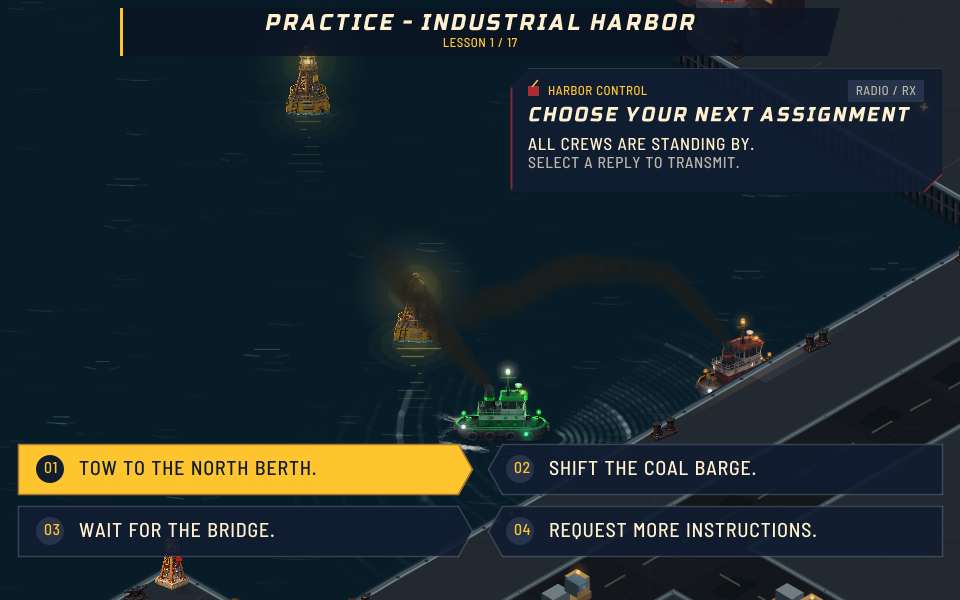 PRACTICE - INDUSTRIAL HARBOR
LESSON 1 / 17
HARBOR CONTROL
RADIO / RX
CHOOSE YOUR NEXT ASSIGNMENT
ALL CREWS ARE STANDING BY.
SELECT A REPLY TO TRANSMIT.
01 TOW TO THE NORTH BERTH.
02 SHIFT THE COAL BARGE.
03 WAIT FOR THE BRIDGE.
04 REQUEST MORE INSTRUCTIONS.